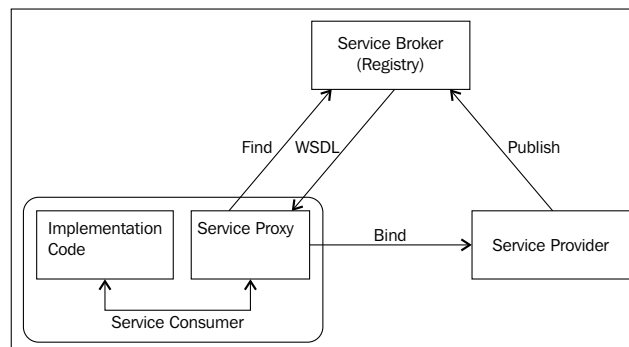 Service Broker
(Registry)
Find
WSDL
Publish
Implementation
Code
Service Proxy
Bind
Service Provider
Service Consumer